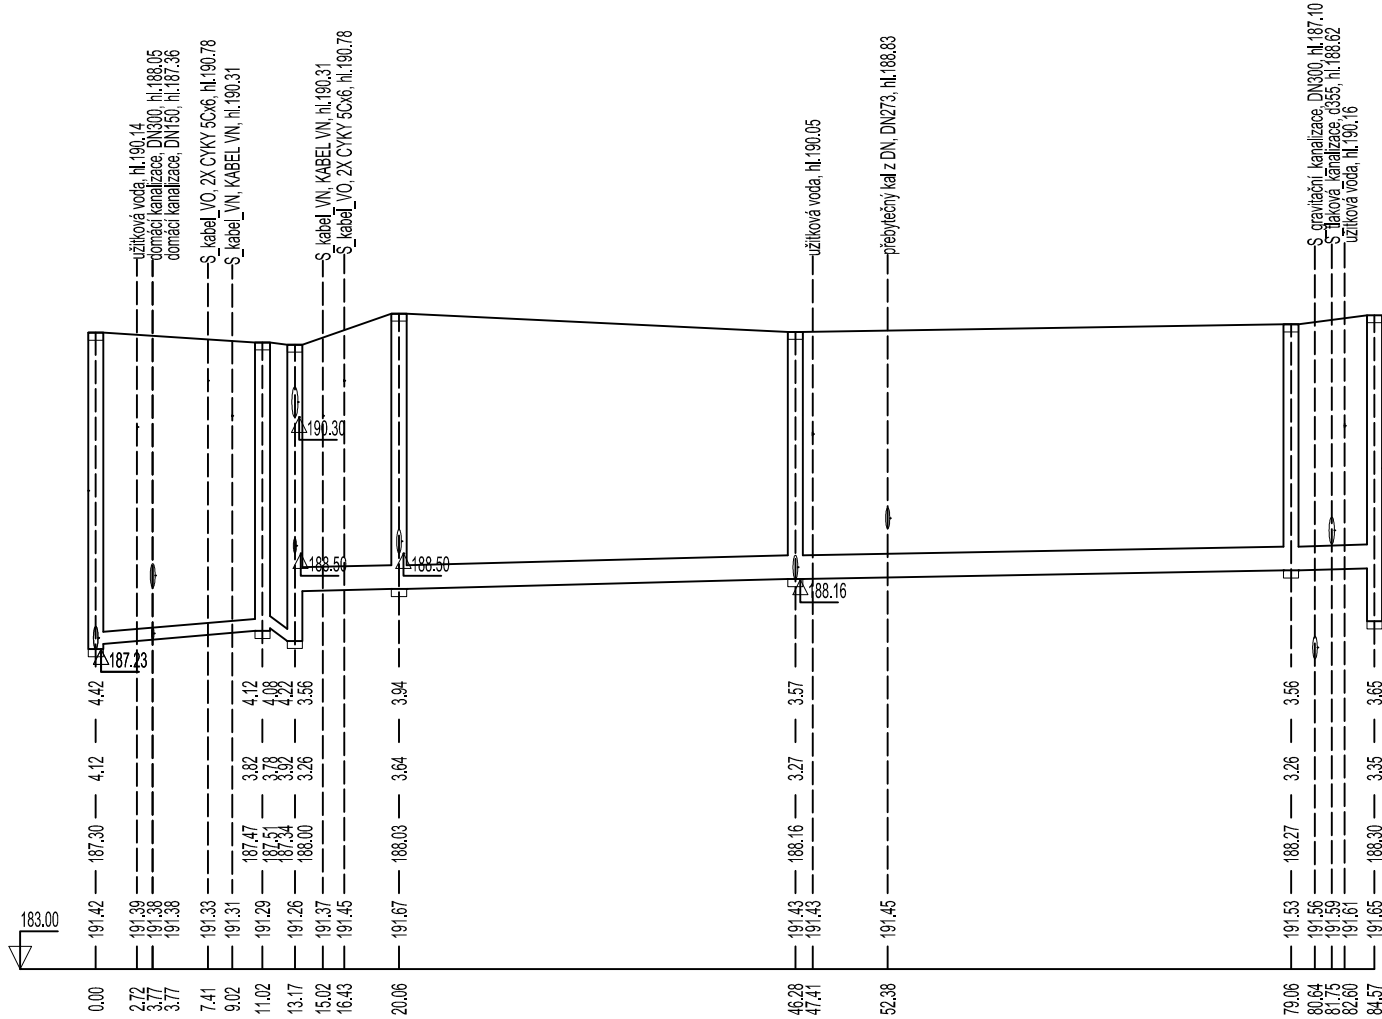 užitková voda, hl.190.14
domácí kanalizace, DN300, hl.188.05
domácí kanalizace, DN150, hl.187.36
S_kabel_VO, 2X CYKY 5Cx6, hl.190.78
S_kabel_VN, KABEL VN, hl.190.31
S_kabel_VN, KABEL VN, hl.190.31
S_kabel_VO, 2X CYKY 5Cx6, hl.190.78
užitková voda, hl.190.05
přebytečný kal z DN, DN273, hl.188.83
S_gravitační_kanalizace, DN300, hl.187.10
S_tlaková_kanalizace, d355, hl.188.62
užitková voda, hl.190.16
190.30
188.50
188.50
188.16
187.23
4.42 4.12 4.08 4.22 3.56 3.94 3.57 3.56 3.65
4.12 3.82 3.78 3.92 3.26 3.64 3.27 3.26 3.35
187.30 187.47 187.51 187.34 188.00 188.03 188.16 188.27 188.30
183.00
191.42 191.39 191.38 191.38 191.33 191.31 191.29 191.26 191.37 191.45 191.67 191.43 191.43 191.45 191.53 191.56 191.59 191.61 191.65
0.00 2.72 3.77 3.77 7.41 9.02 11.02 13.17 15.02 16.43 20.06 46.28 47.41 52.38 79.06 80.64 81.75 82.60 84.57